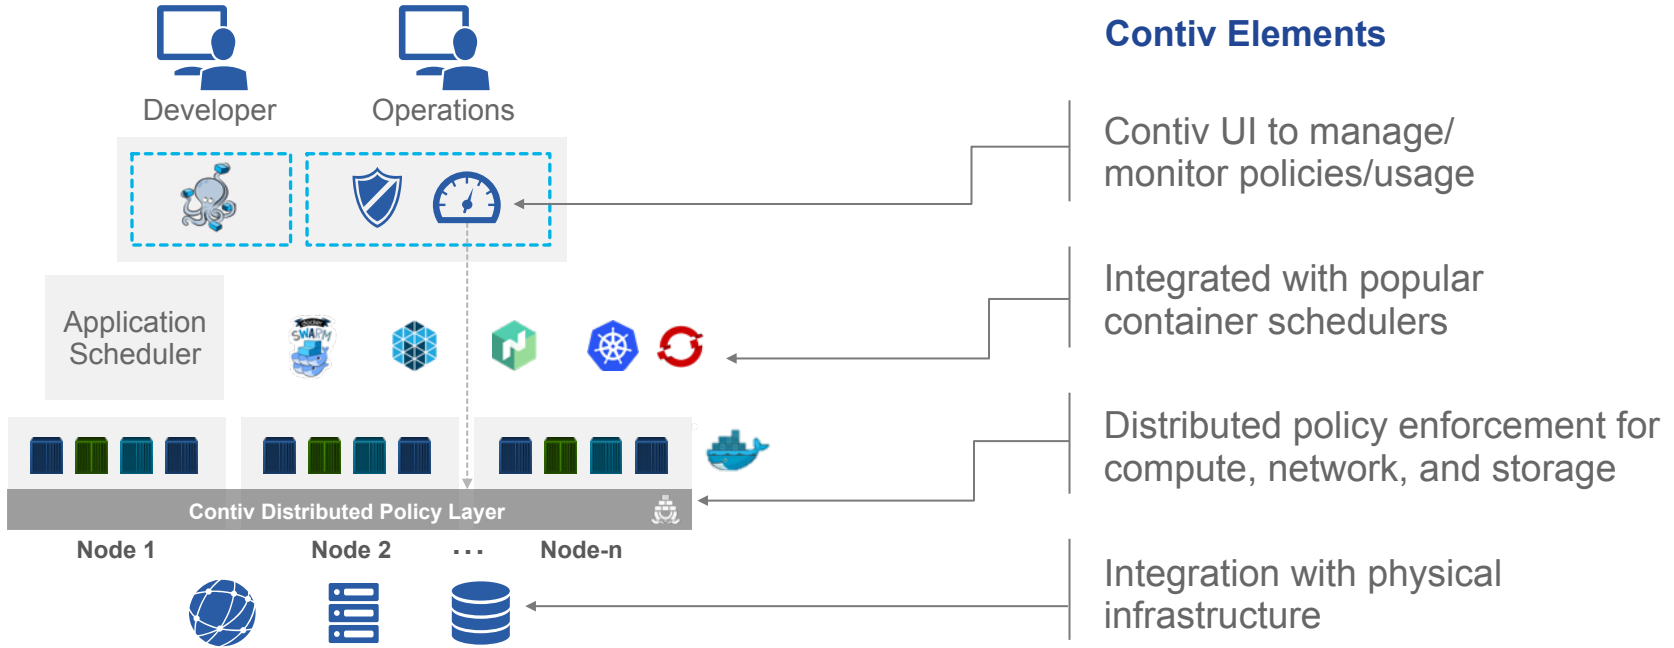 Contiv Elements
Developer
Operations
Contiv UI to manage/
monitor policies/usage
Application
Scheduler
docker
SWARM
Integrated with popular
container schedulers
Distributed policy enforcement for
compute, network, and storage
Contiv Distributed Policy Layer
Node 1
Node 2
...
Node-n
Integration with physical
infrastructure